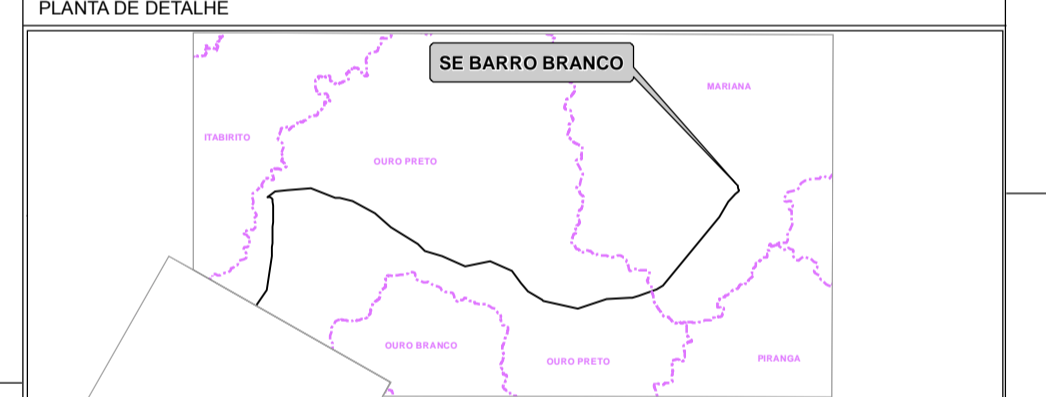 PLANTA DE DETALHE
SE BARRO BRANCO
MARIANA
ITABIRITO
OURO PRETO
OURO BRANCO
OURO PRETO
PIRANGA